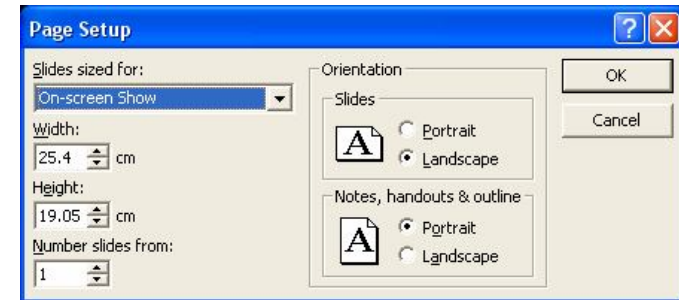 Page Setup
Slides sized for:
On-screen Show
Width:
25.4 cm
Height:
19.05 cm
Number slides from:
1
Orientation
Slides
A
Portrait
Landscape
Notes, handouts & outline
A
Portrait
Landscape
OK
Cancel